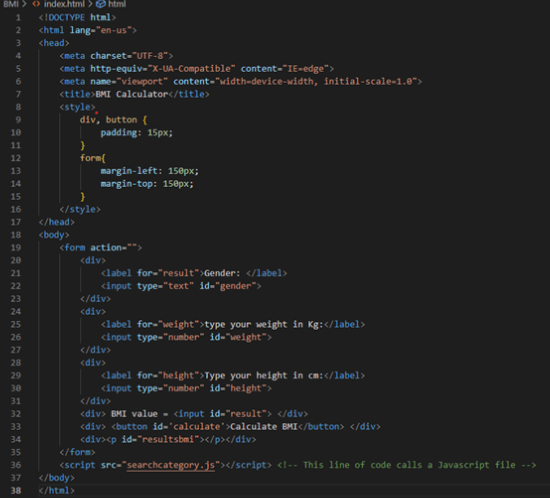 BMI > <> index.html > html
1 <!DOCTYPE html>
2 <html lang="en-us">
3 <head>
4 <meta charset="UTF-8">
5 <meta http-equiv="X-UA-Compatible" content="IE=edge">
6 <meta name="viewport" content="width=device-width, initial-scale=1.0">
7 <title>BMI Calculator</title>
8 <style>
9 div, button {
10 padding: 15px;
11 }
12 form{
13 margin-left: 150px;
14 margin-top: 150px;
15 }
16 </style>
17 </head>
18 <body>
19 <form action="">
20 <div>
21 <label for="result">Gender: </label>
22 <input type="text" id="gender">
23 </div>
24 <div>
25 <label for="weight">type your weight in Kg:</label>
26 <input type="number" id="weight">
27 </div>
28 <div>
29 <label for="height">Type your height in cm:</label>
30 <input type="number" id="height">
31 </div>
32 <div> BMI value = <input id="result"> </div>
33 <div> <button id='calculate'>Calculate BMI</button> </div>
34 <div><p id="resultsbmi"></p></div>
35 </form>
36 <script src="searchcategory.js"></script> <!-- This line of code calls a Javascript file -->
37 </body>
38 </html>